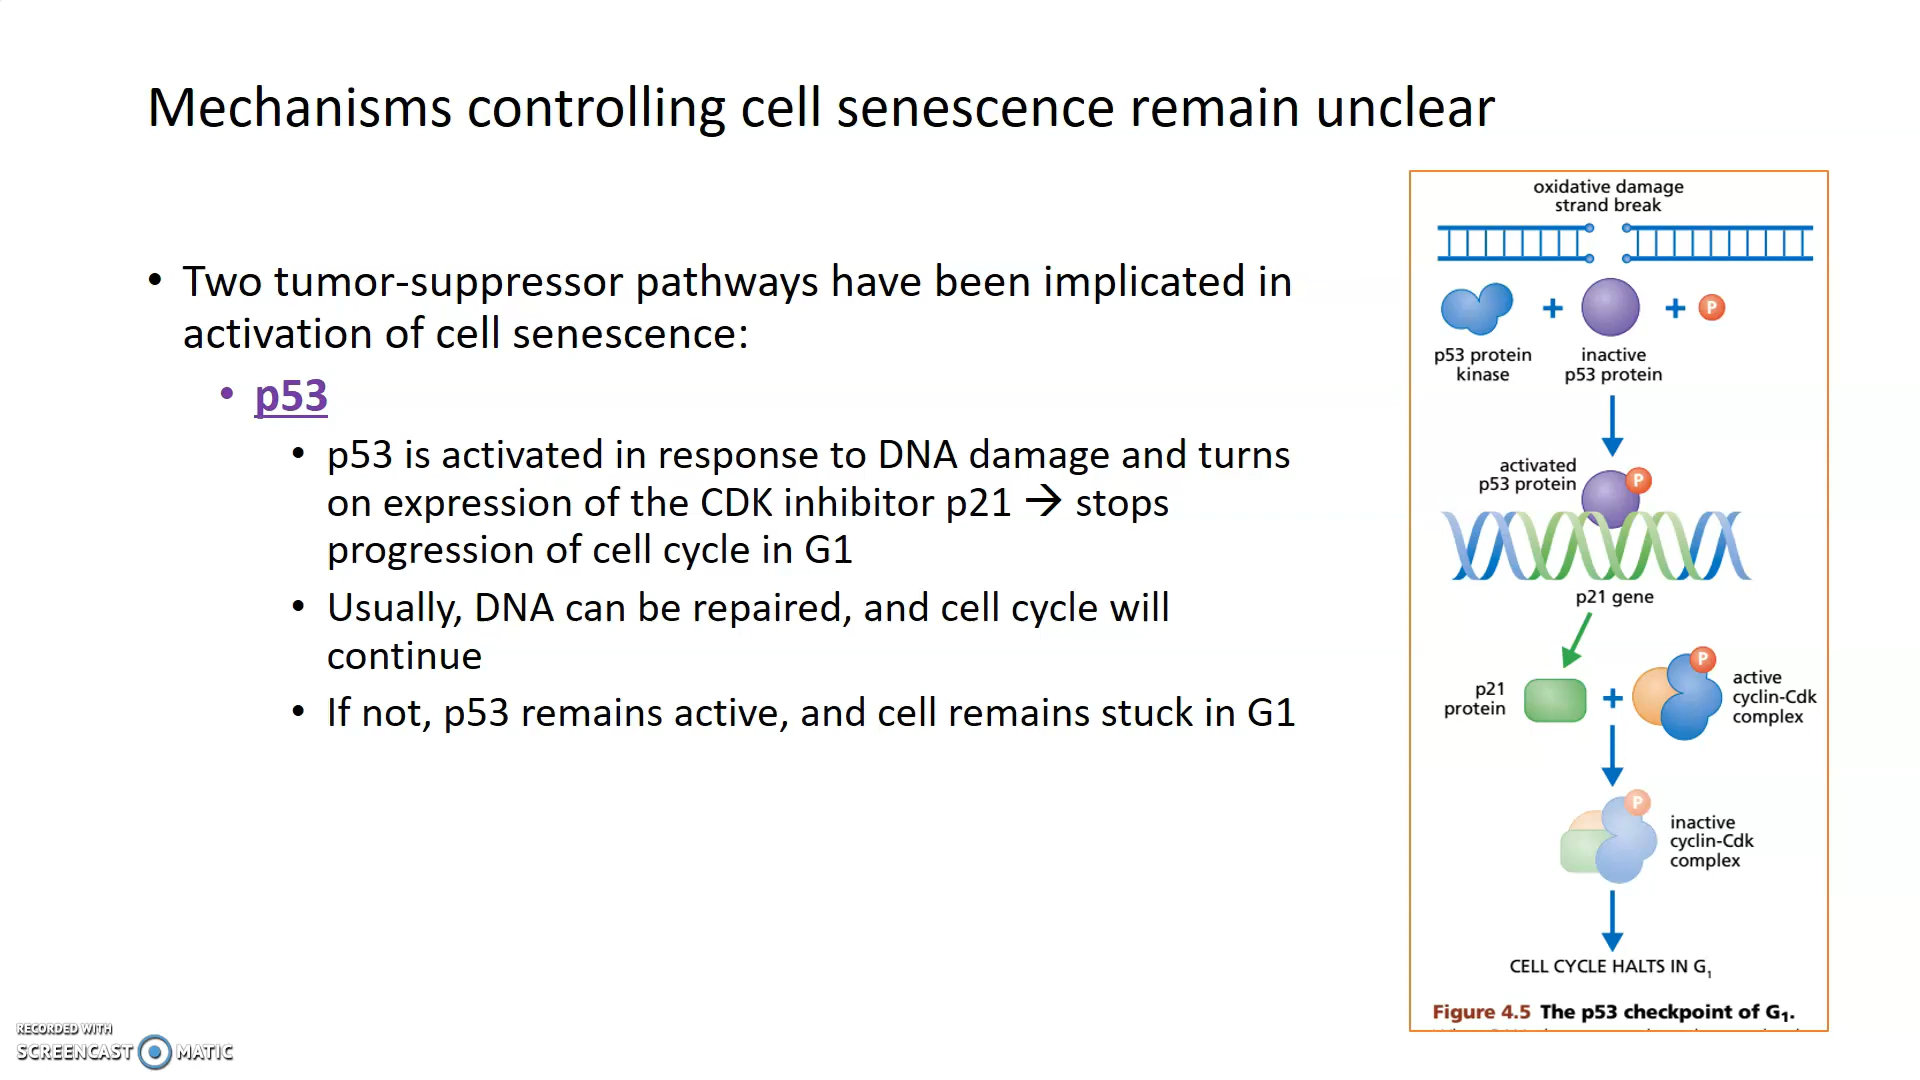 Mechanisms controlling cell senescence remain unclear
• Two tumor-suppressor pathways have been implicated in
activation of cell senescence:
• p53
• p53 is activated in response to DNA damage and turns
on expression of the CDK inhibitor p21 → stops
progression of cell cycle in G1
• Usually, DNA can be repaired, and cell cycle will
continue
• If not, p53 remains active, and cell remains stuck in G1
oxidative damage
strand break
+ + P
p53 protein
kinase
inactive
p53 protein
activated
p53 protein
P
p21 gene
p21
protein
+
P
active
cyclin-Cdk
complex
P
inactive
cyclin-Cdk
complex
CELL CYCLE HALTS IN G₁
Figure 4.5 The p53 checkpoint of G₁.
RECORDED WITH
SCREENCAST MATIC